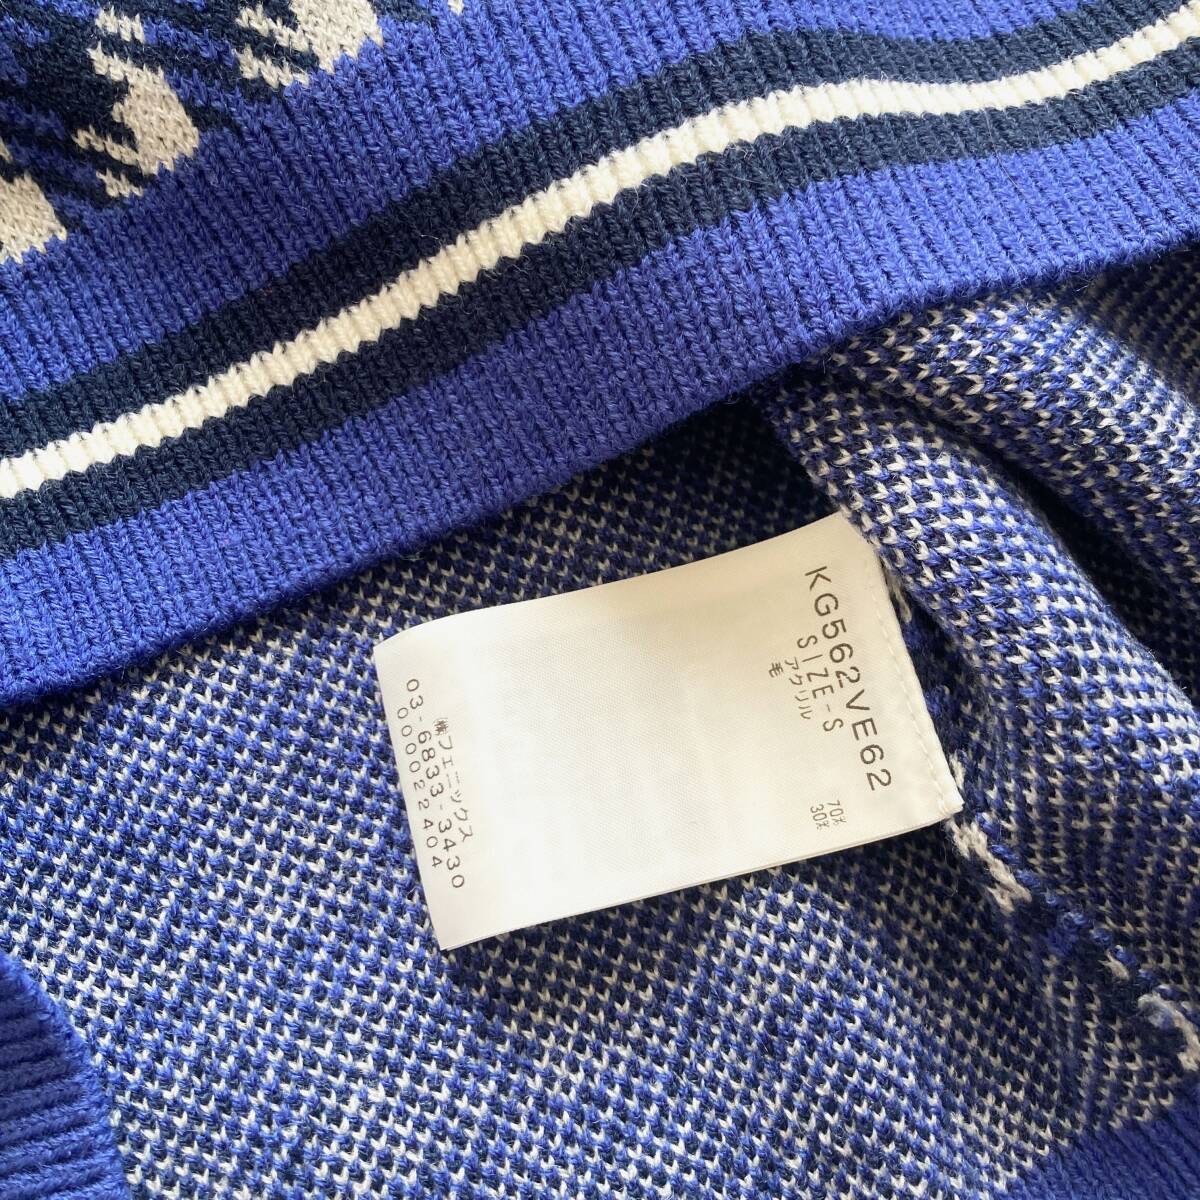 KG562VE62
SIZE-S
アクリル 70%
毛 30%
㈱フェニックス
03-6833-3430
000022404